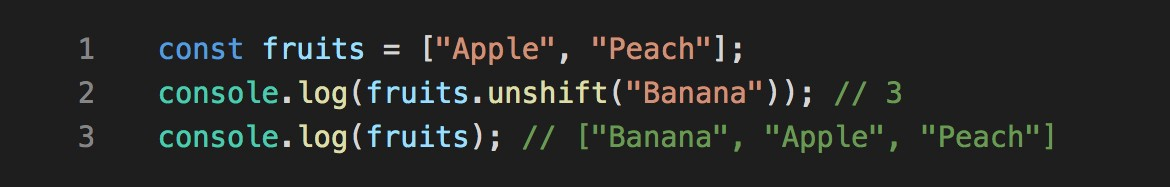 1 const fruits = ["Apple", "Peach"];
2 console.log(fruits.unshift("Banana")); // 3
3 console.log(fruits); // ["Banana", "Apple", "Peach"]